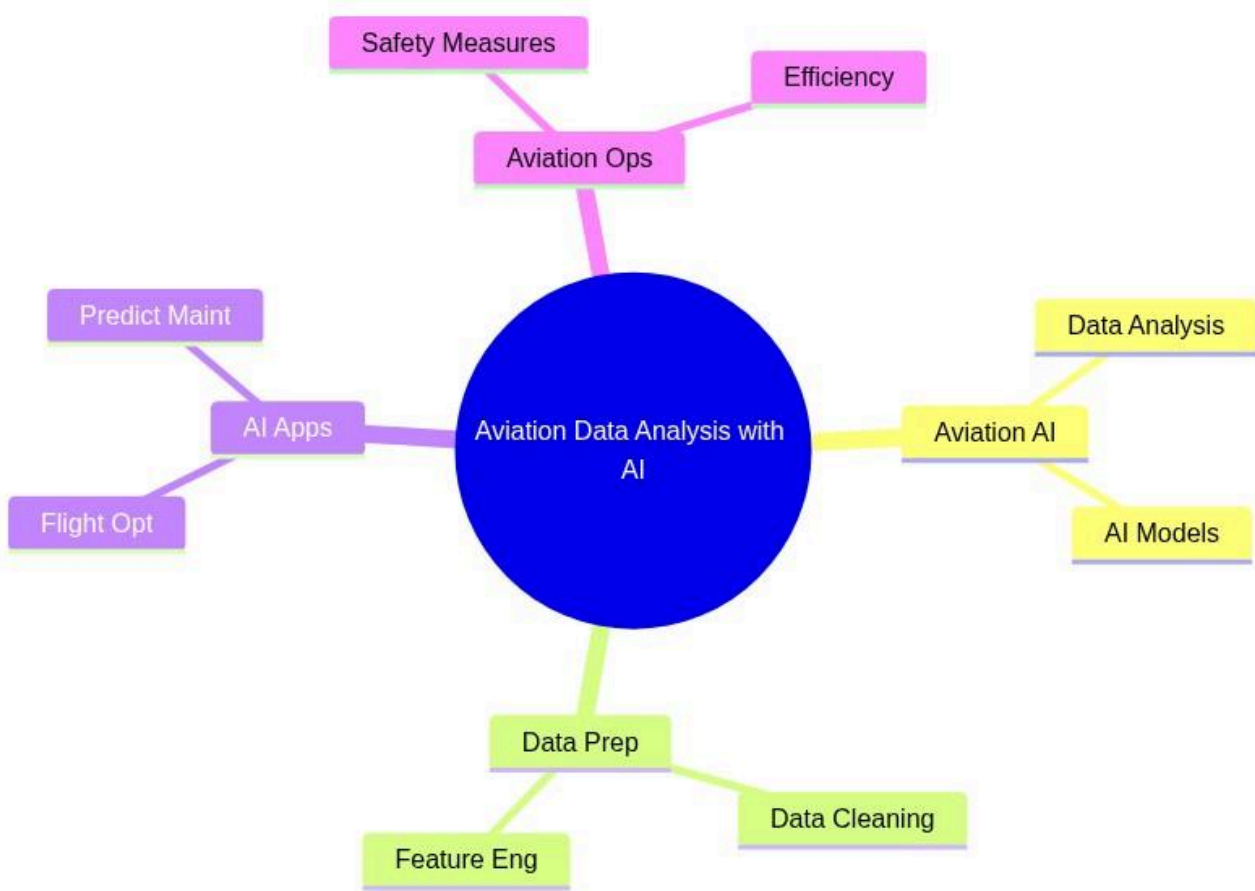 Safety Measures
Efficiency
Aviation Ops
Predict Maint
Data Analysis
AI Apps
Aviation Data Analysis with
AI
Aviation AI
Flight Opt
AI Models
Data Prep
Data Cleaning
Feature Eng